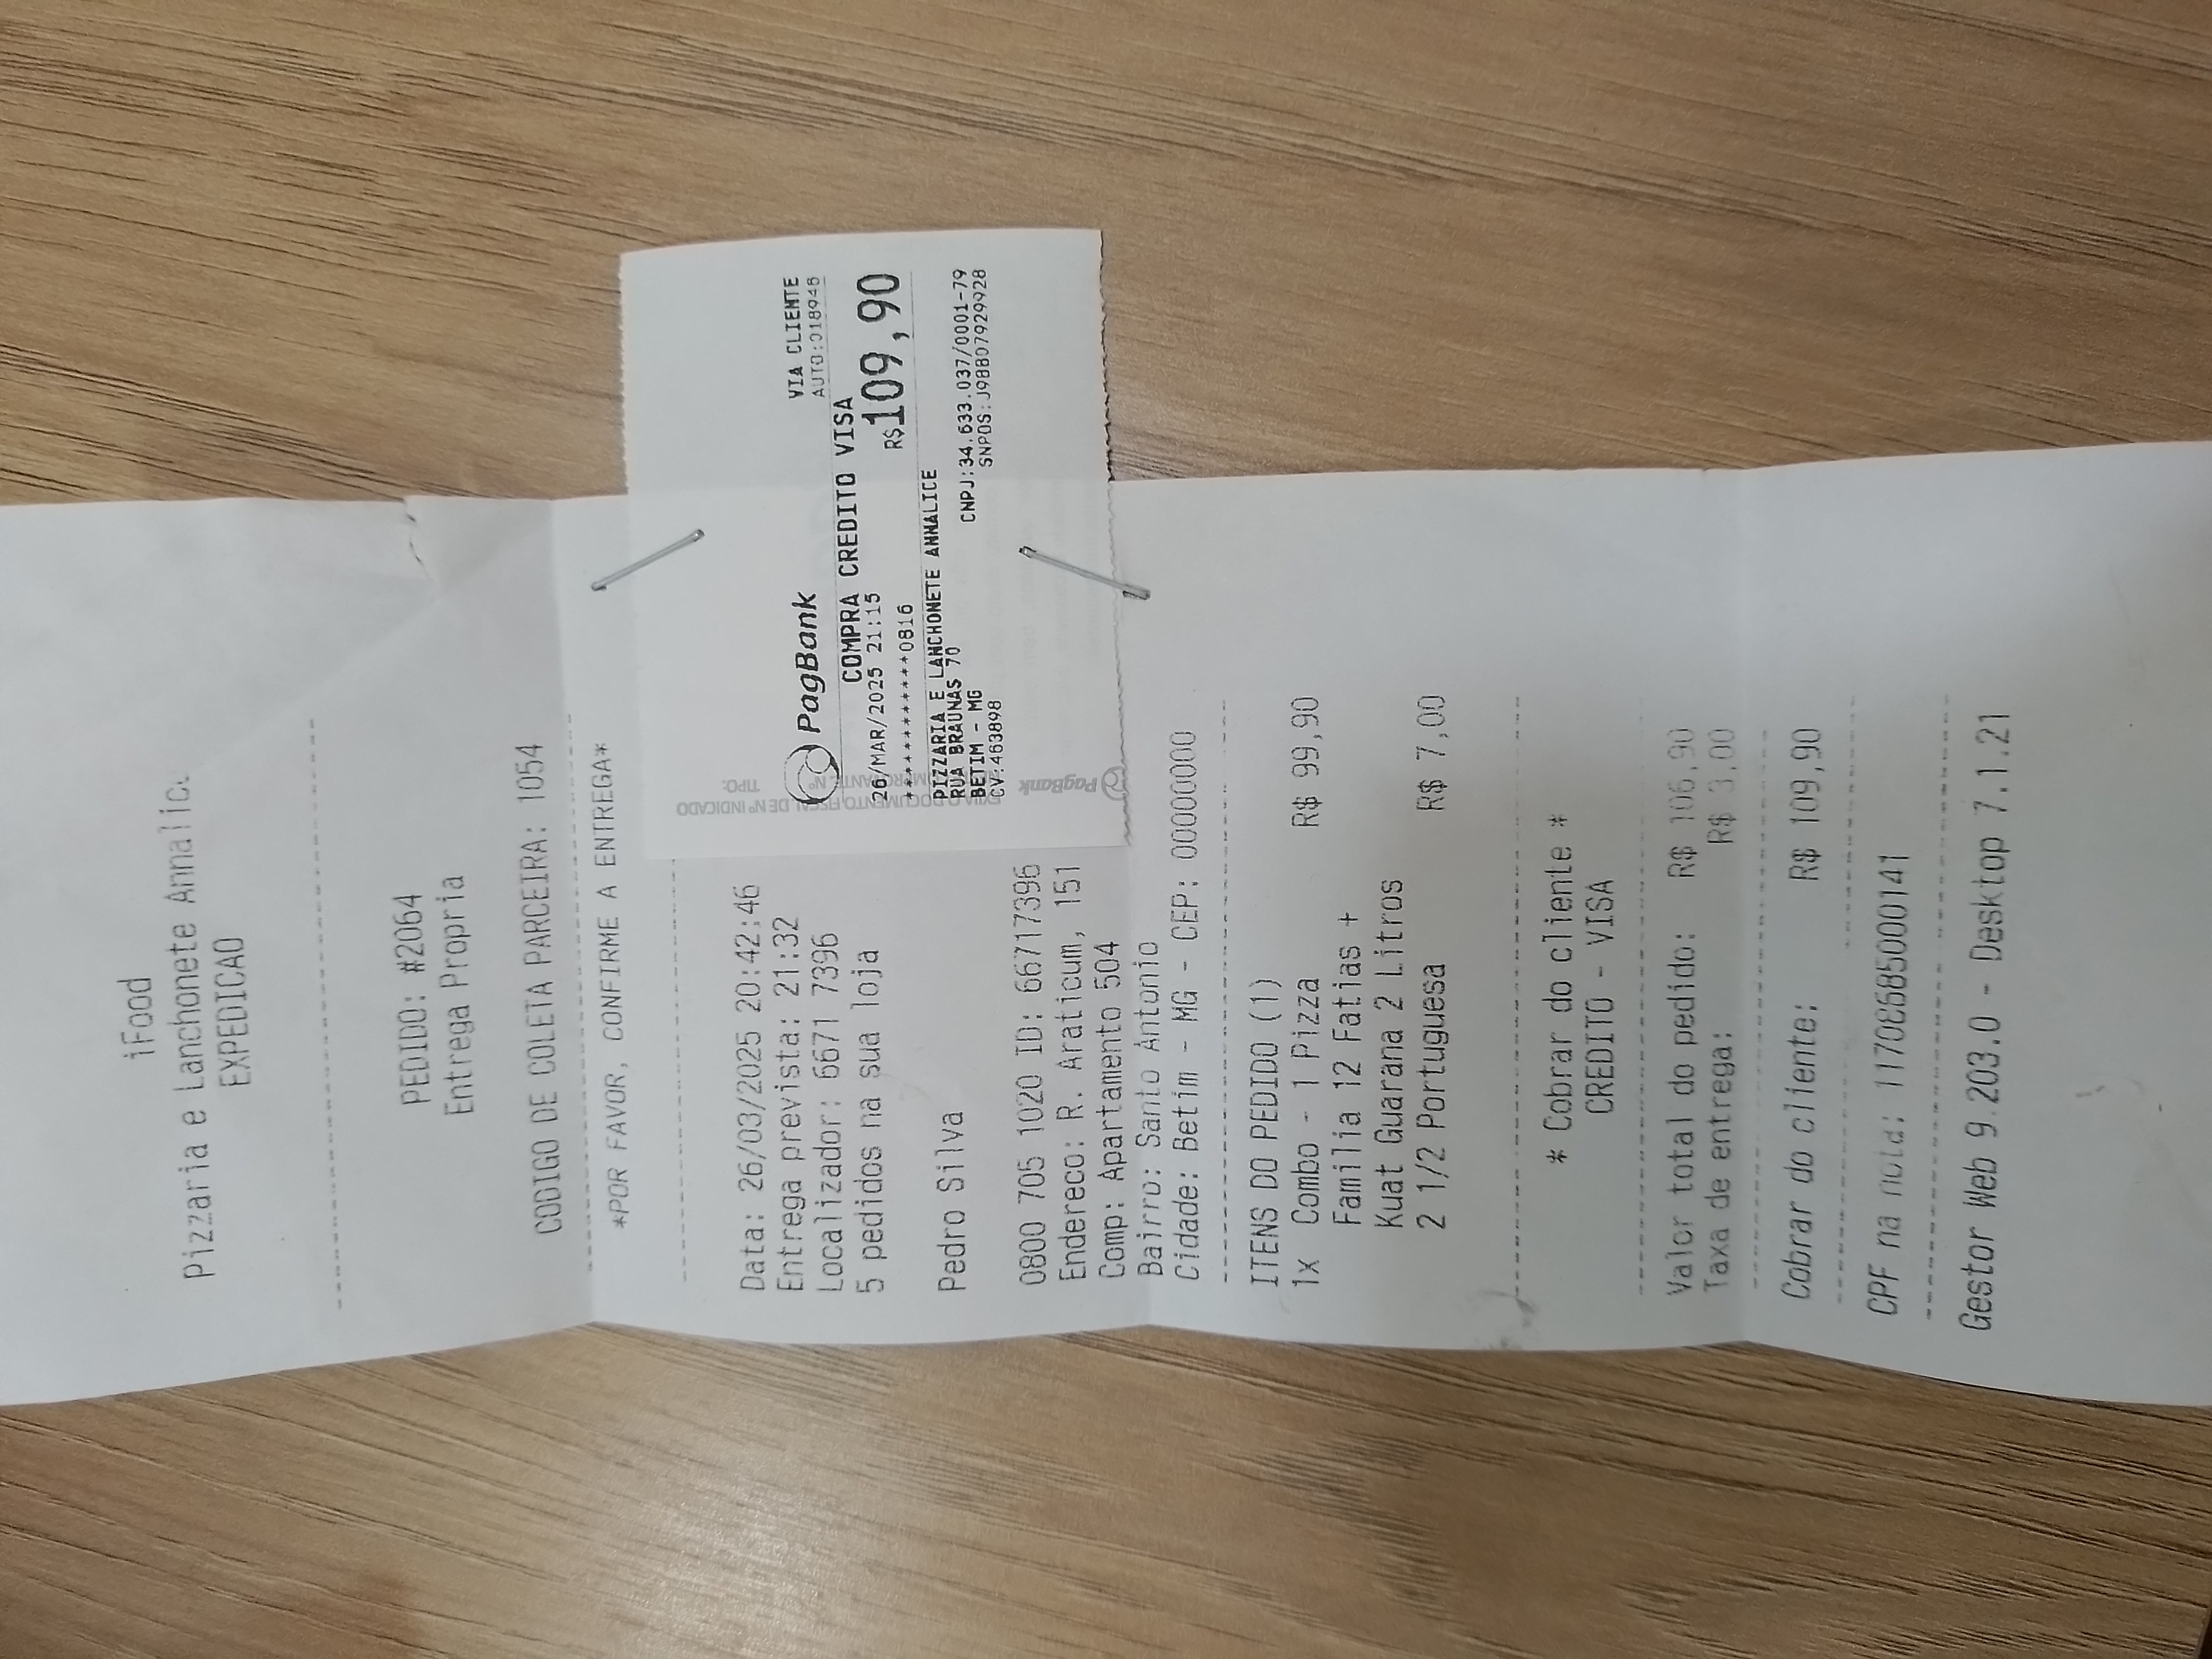 iFood
Pizzaria e Lanchonete Annalic
EXPEDICAO
PEDIDO: #2064
Entrega Propria
CODIGO DE COLETA PARCEIRA: 1054
*POR FAVOR, CONFIRME A ENTREGA*
Data: 26/03/2025 20:42:46
Entrega prevista: 21:32
Localizador: 6671 7396
5 pedidos na sua loja
Pedro Silva
0800 705 1020 ID: 66717396
Endereco: R. Araticum, 151
Comp: Apartamento 504
Bairro: Santo Antonio
Cidade: Betim - MG - CEP: 00000000
ITENS DO PEDIDO (1)
1x Combo - 1 Pizza R$ 99,90
Familia 12 Fatias +
Kuat Guarana 2 Litros
2 1/2 Portuguesa R$ 7,00
* Cobrar do cliente *
CREDITO - VISA
Valor total do pedido: R$ 106,90
Taxa de entrega: R$ 3,00
Cobrar do cliente: R$ 109,90
CPF na nota: 11706685000141
Gestor Web 9.203.0 - Desktop 7.1.21
PagBank
VIA CLIENTE
AUTO:018948
COMPRA CREDITO VISA
26/MAR/2025 21:15 R$109,90
************0816
PIZZARIA E LANCHONETE ANNALICE
RUA BRAUNAS 70
BETIM - MG CNPJ:34.633.037/0001-79
CV:463898 SNPOS:J98807929928
PagBank